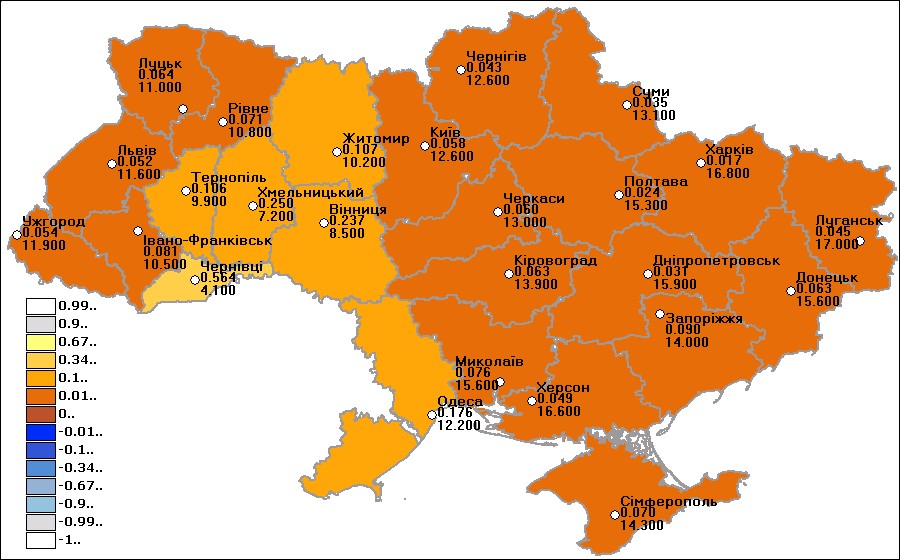 Чернігів
0.043
12.600
Луцьк
0.064
11.000
Суми
0.035
13.100
Рівне
0.071
10.800
Київ
0.058
12.600
Житомир
0.107
10.200
Харків
0.017
16.800
Львів
0.052
11.600
Тернопіль
0.106
9.900
Хмельницький
0.250
7.200
Полтава
0.024
15.300
Вінниця
0.237
8.500
Черкаси
0.060
13.000
Ужгород
0.054
11.900
Луганськ
0.045
17.000
Івано-Франківськ
0.081
10.500
Чернівці
0.564
4.100
Кіровоград
0.063
13.900
Дніпропетровськ
0.031
15.900
Донецьк
0.063
15.600
Запоріжжя
0.090
14.000
Миколаїв
0.076
15.600
Херсон
0.049
16.600
Одеса
0.176
12.200
Сімферополь
0.070
14.300
0.99..
0.9..
0.67..
0.34..
0.1..
0.01..
0..
-0.01..
-0.1..
-0.34..
-0.67..
-0.9..
-0.99..
-1..